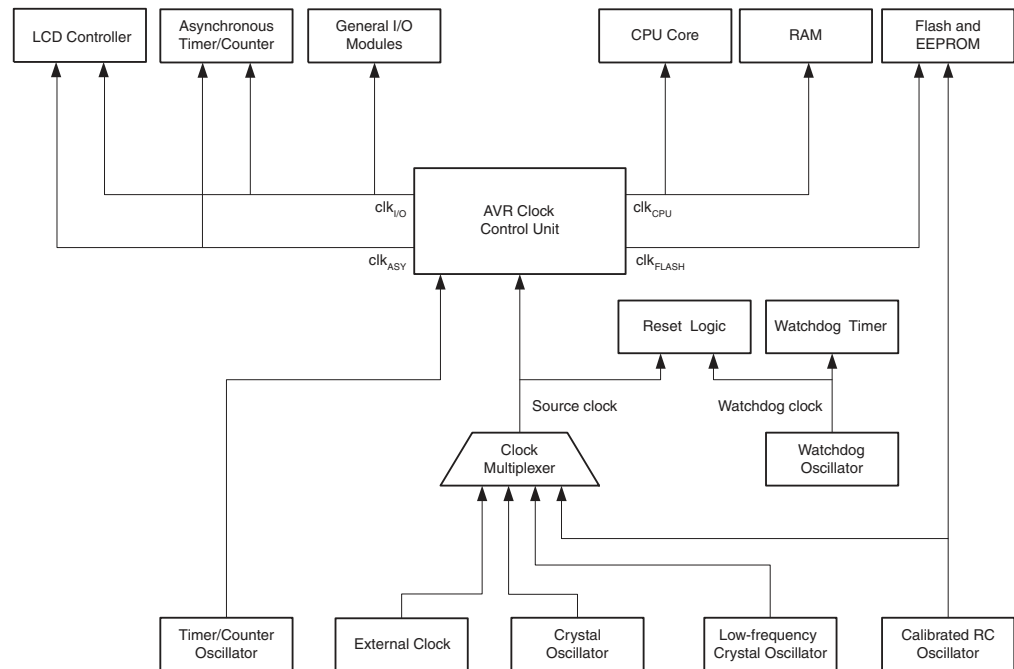 LCD Controller
Asynchronous
Timer/Counter
General I/O
Modules
CPU Core
RAM
Flash and
EEPROM
clkI/O
AVR Clock
Control Unit
clkCPU
clkASY
clkFLASH
Reset Logic
Watchdog Timer
Source clock
Watchdog clock
Clock
Multiplexer
Watchdog
Oscillator
Timer/Counter
Oscillator
External Clock
Crystal
Oscillator
Low-frequency
Crystal Oscillator
Calibrated RC
Oscillator